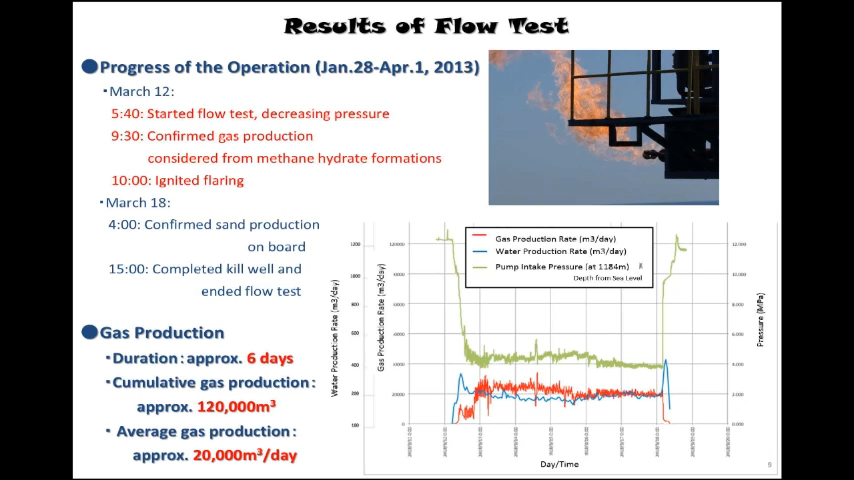 Results of Flow Test
●Progress of the Operation (Jan.28-Apr.1, 2013)
・March 12:
5:40: Started flow test, decreasing pressure
9:30: Confirmed gas production
considered from methane hydrate formations
10:00: Ignited flaring
・March 18:
4:00: Confirmed sand production
on board
15:00: Completed kill well and
ended flow test
●Gas Production
・Duration：approx. 6 days
・Cumulative gas production：
approx. 120,000m³
・ Average gas production：
approx. 20,000m³/day
Gas Production Rate (m3/day)
Water Production Rate (m3/day)
Pump Intake Pressure (at 1184m) ※
Depth from Sea Level
Water Production Rate (m3/day)
Gas Production Rate (m3/day)
Pressure (MPa)
Day/Time
9